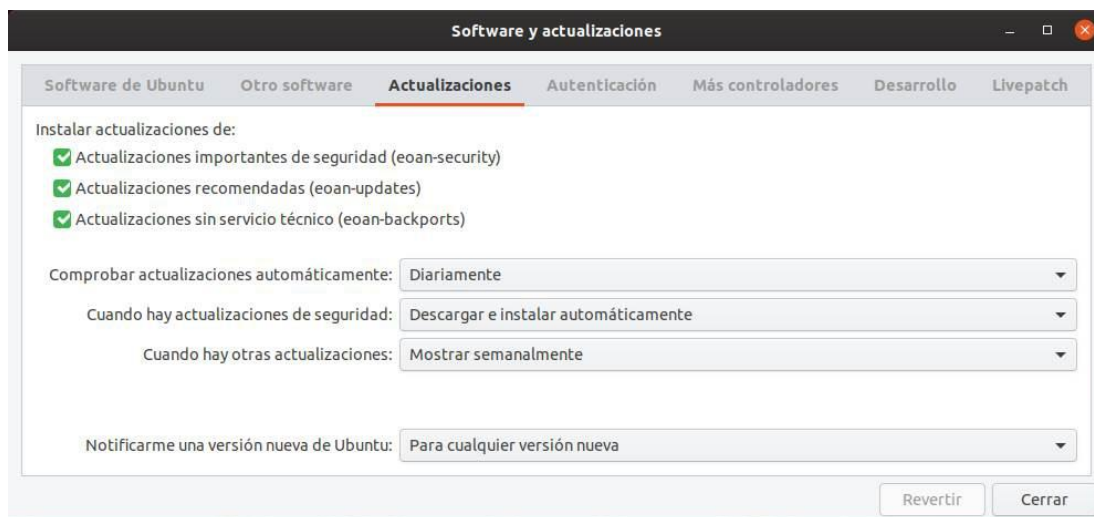 Software y actualizaciones
Software de Ubuntu Otro software Actualizaciones Autenticación Más controladores Desarrollo Livepatch
Instalar actualizaciones de:
Actualizaciones importantes de seguridad (eoan-security)
Actualizaciones recomendadas (eoan-updates)
Actualizaciones sin servicio técnico (eoan-backports)
Comprobar actualizaciones automáticamente: Diariamente
Cuando hay actualizaciones de seguridad: Descargar e instalar automáticamente
Cuando hay otras actualizaciones: Mostrar semanalmente
Notificarme una versión nueva de Ubuntu: Para cualquier versión nueva
Revertir Cerrar